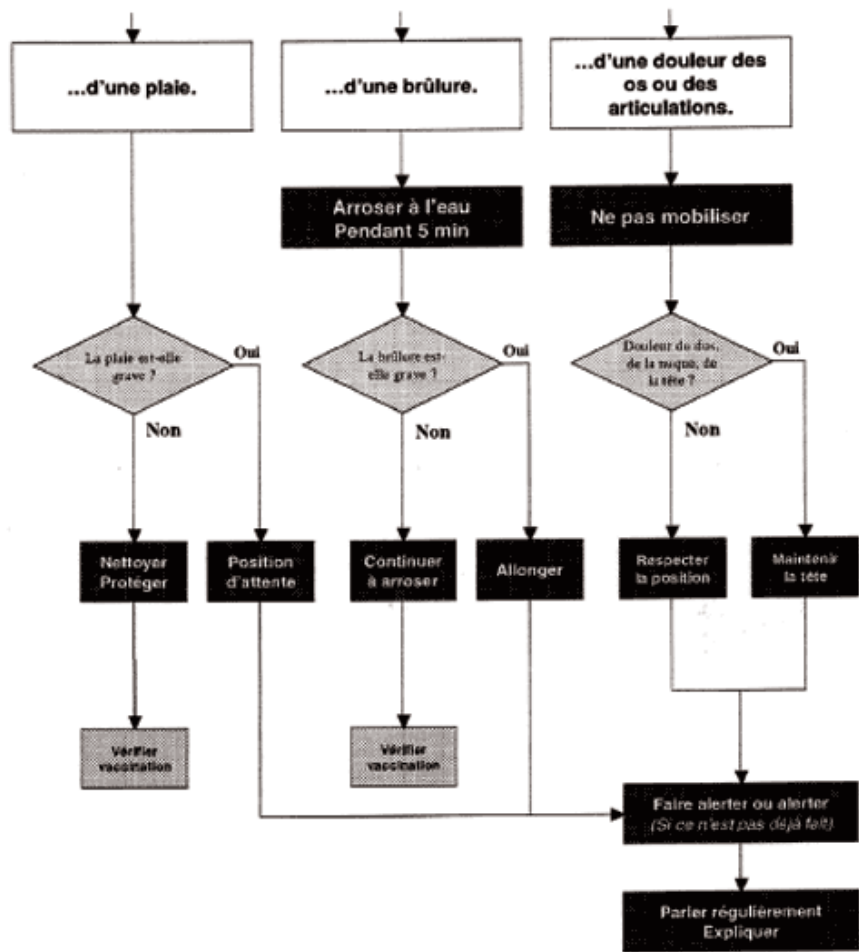 ...d'une plaie.
...d'une brûlure.
...d'une douleur des
os ou des
articulations.
Arroser à l'eau
Pendant 5 min
Ne pas mobiliser
La plaie est-elle
grave ?
Oui
Non
La brûlure est-
elle grave ?
Oui
Non
Douleur du dos,
de la nuque, de
la tête ?
Oui
Non
Nettoyer
Protéger
Position
d'attente
Continuer
à arroser
Allonger
Respecter
la position
Maintenir
la tête
Vérifier
vaccination
Vérifier
vaccination
Faire alerter ou alerter
(Si ce n'est pas déjà fait)
Parler régulièrement
Expliquer